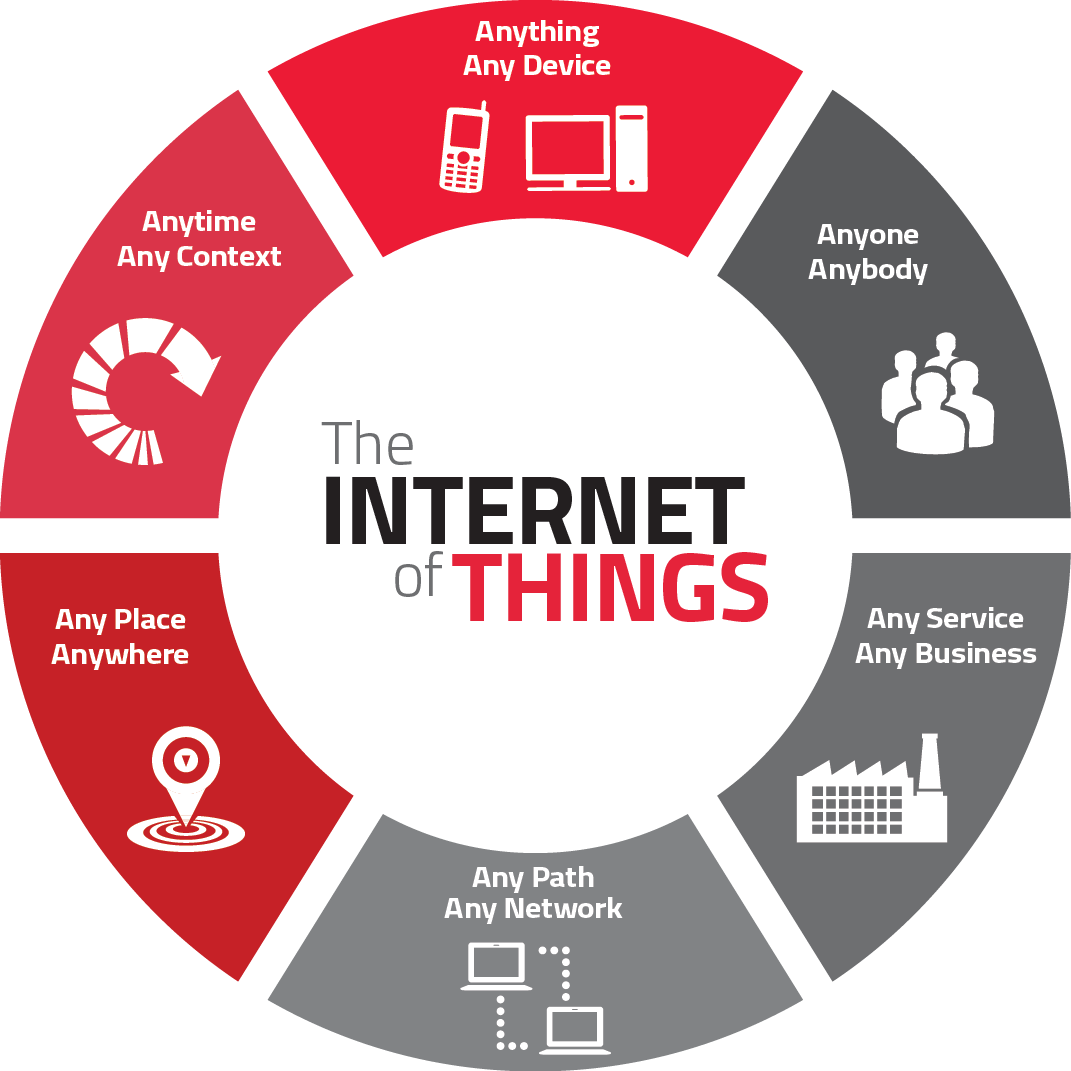 Anything
Any Device
Anytime
Any Context
Anyone
Anybody
The
INTERNET
of THINGS
Any Place
Anywhere
Any Service
Any Business
Any Path
Any Network